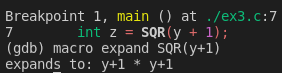 Breakpoint 1, main () at ./ex3.c:7
7 int z = SQR(y + 1);
(gdb) macro expand SQR(y+1)
expands to: y+1 * y+1